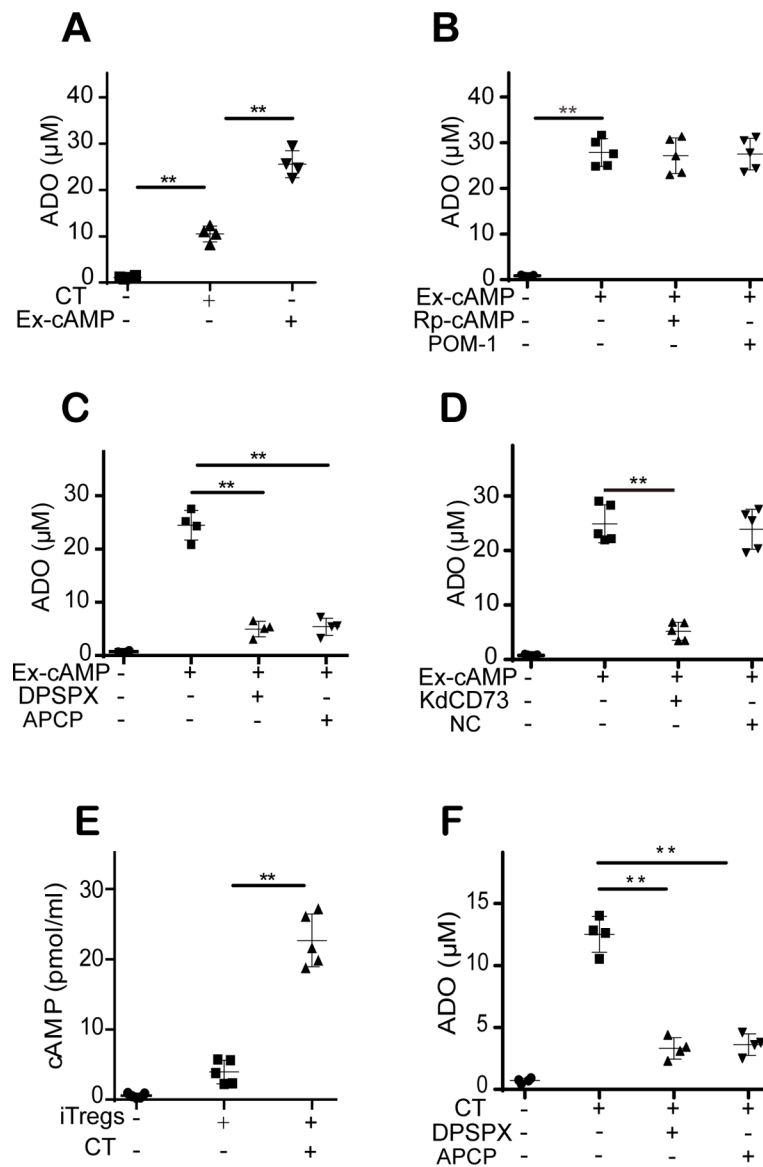 A
ADO (µM)
40
30
20
10
0
**
**
CT - + -
Ex-cAMP - - +
B
ADO (µM)
40
30
20
10
0
**
Ex-cAMP - + + +
Rp-cAMP - - + -
POM-1 - - - +
C
ADO (µM)
30
20
10
0
**
**
Ex-cAMP - + + +
DPSPX - - + -
APCP - - - +
D
ADO (µM)
30
20
10
0
**
Ex-cAMP - + + +
KdCD73 - - + -
NC - - - +
E
cAMP (pmol/ml)
30
20
10
0
**
iTregs - + +
CT - - +
F
ADO (µM)
15
10
5
0
**
**
CT - + + +
DPSPX - - + -
APCP - - - +